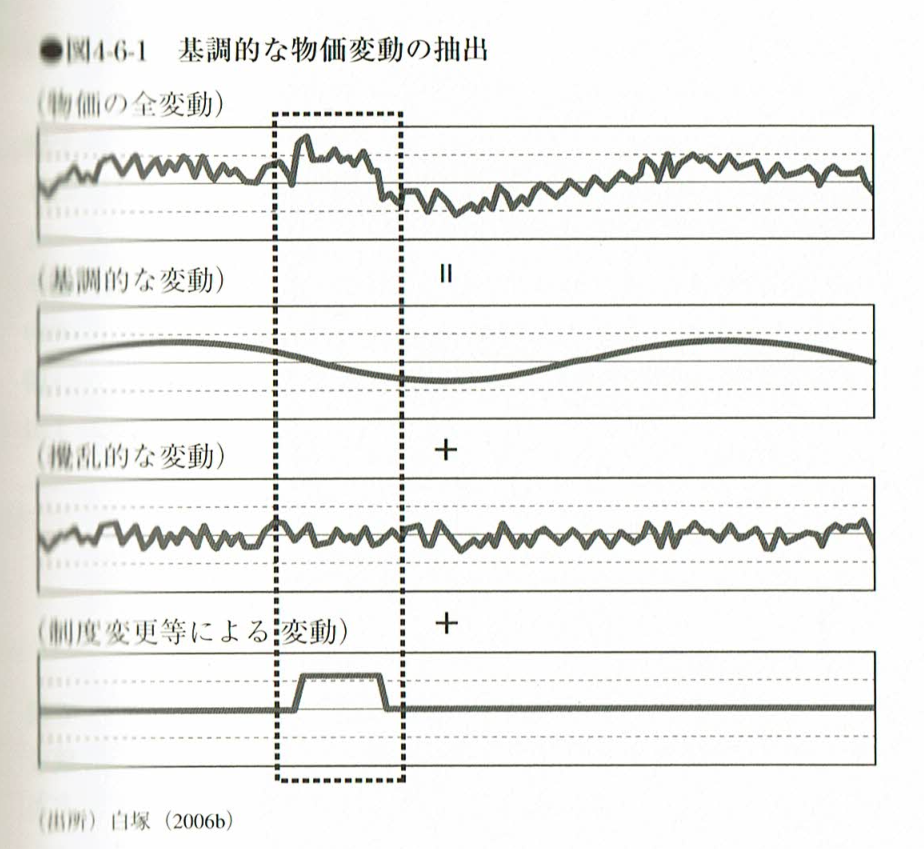 ●図4-6-1　基調的な物価変動の抽出
(物価の全変動)
(基調的な変動)
=
(攪乱的な変動)
+
(制度変更等による変動)
+
(出所) 白塚 (2006b)